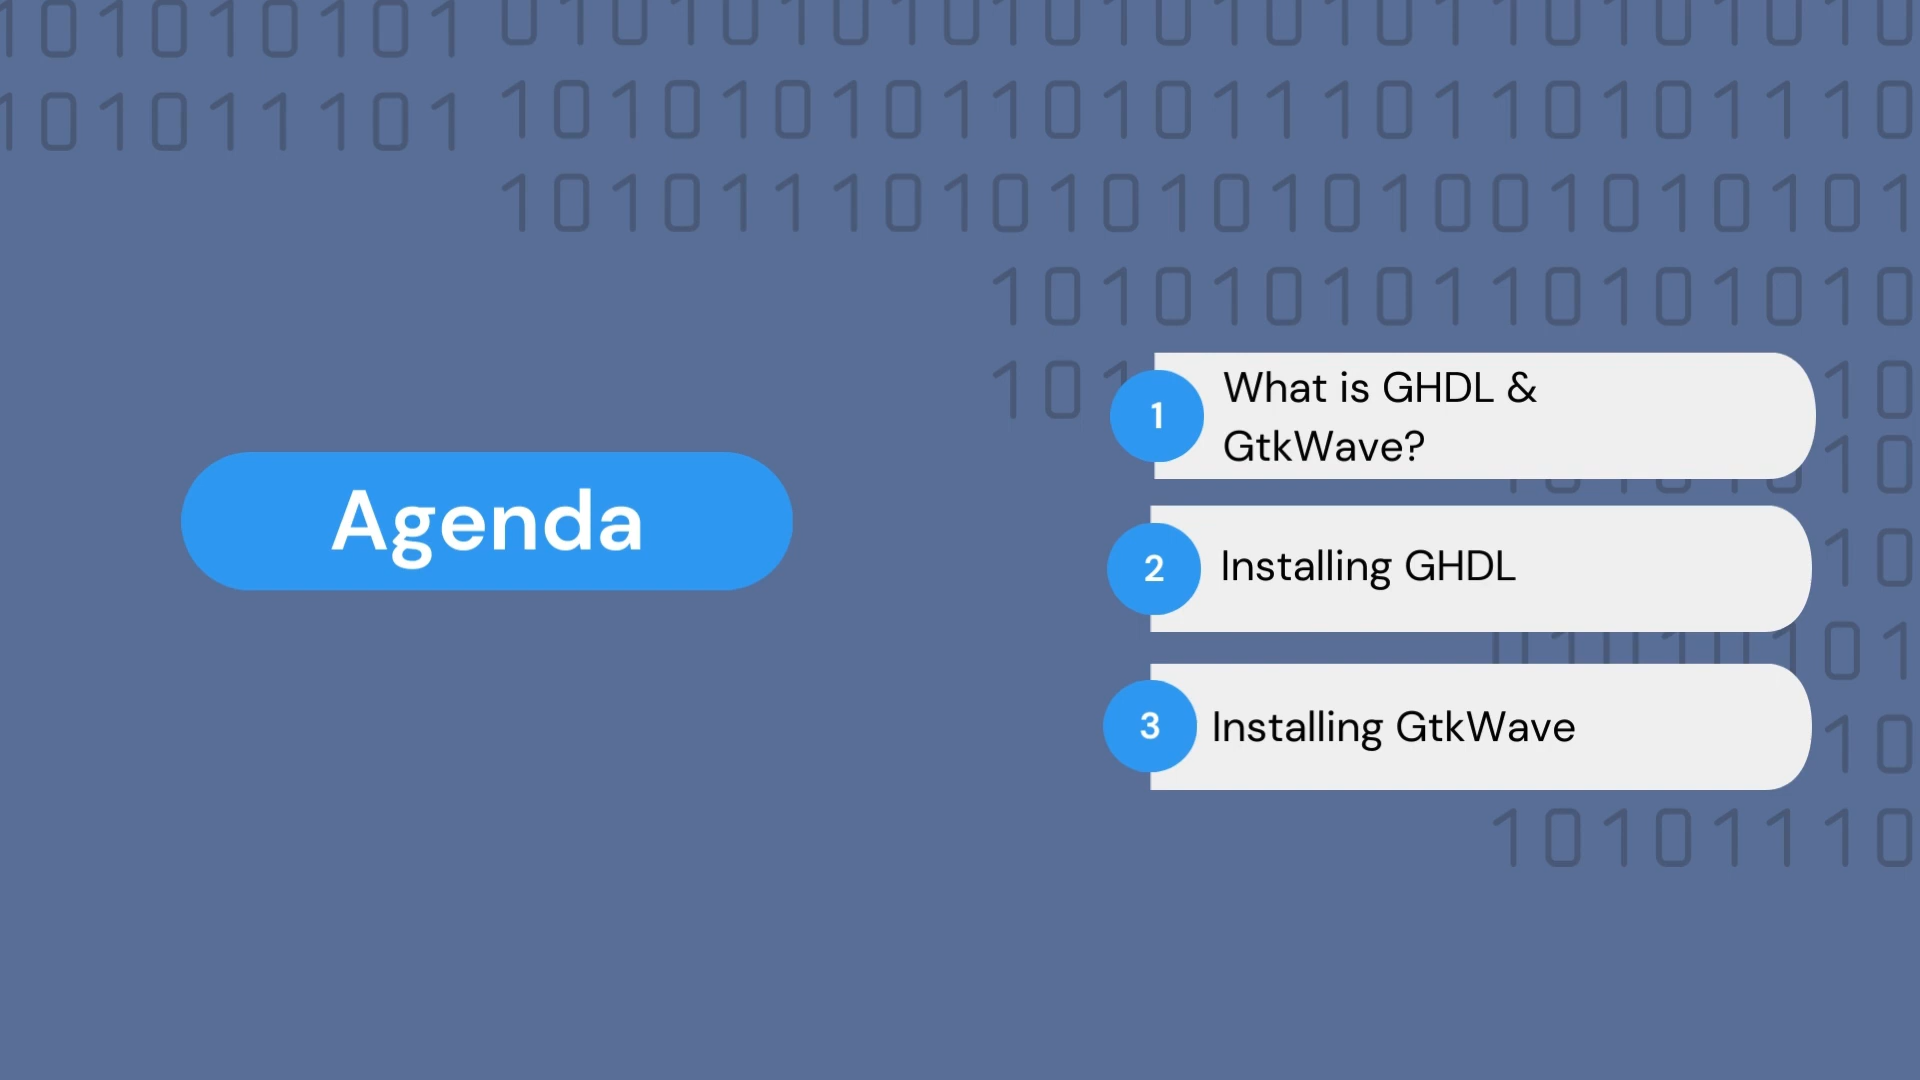 Agenda
1
What is GHDL &
GtkWave?
2
Installing GHDL
3
Installing GtkWave